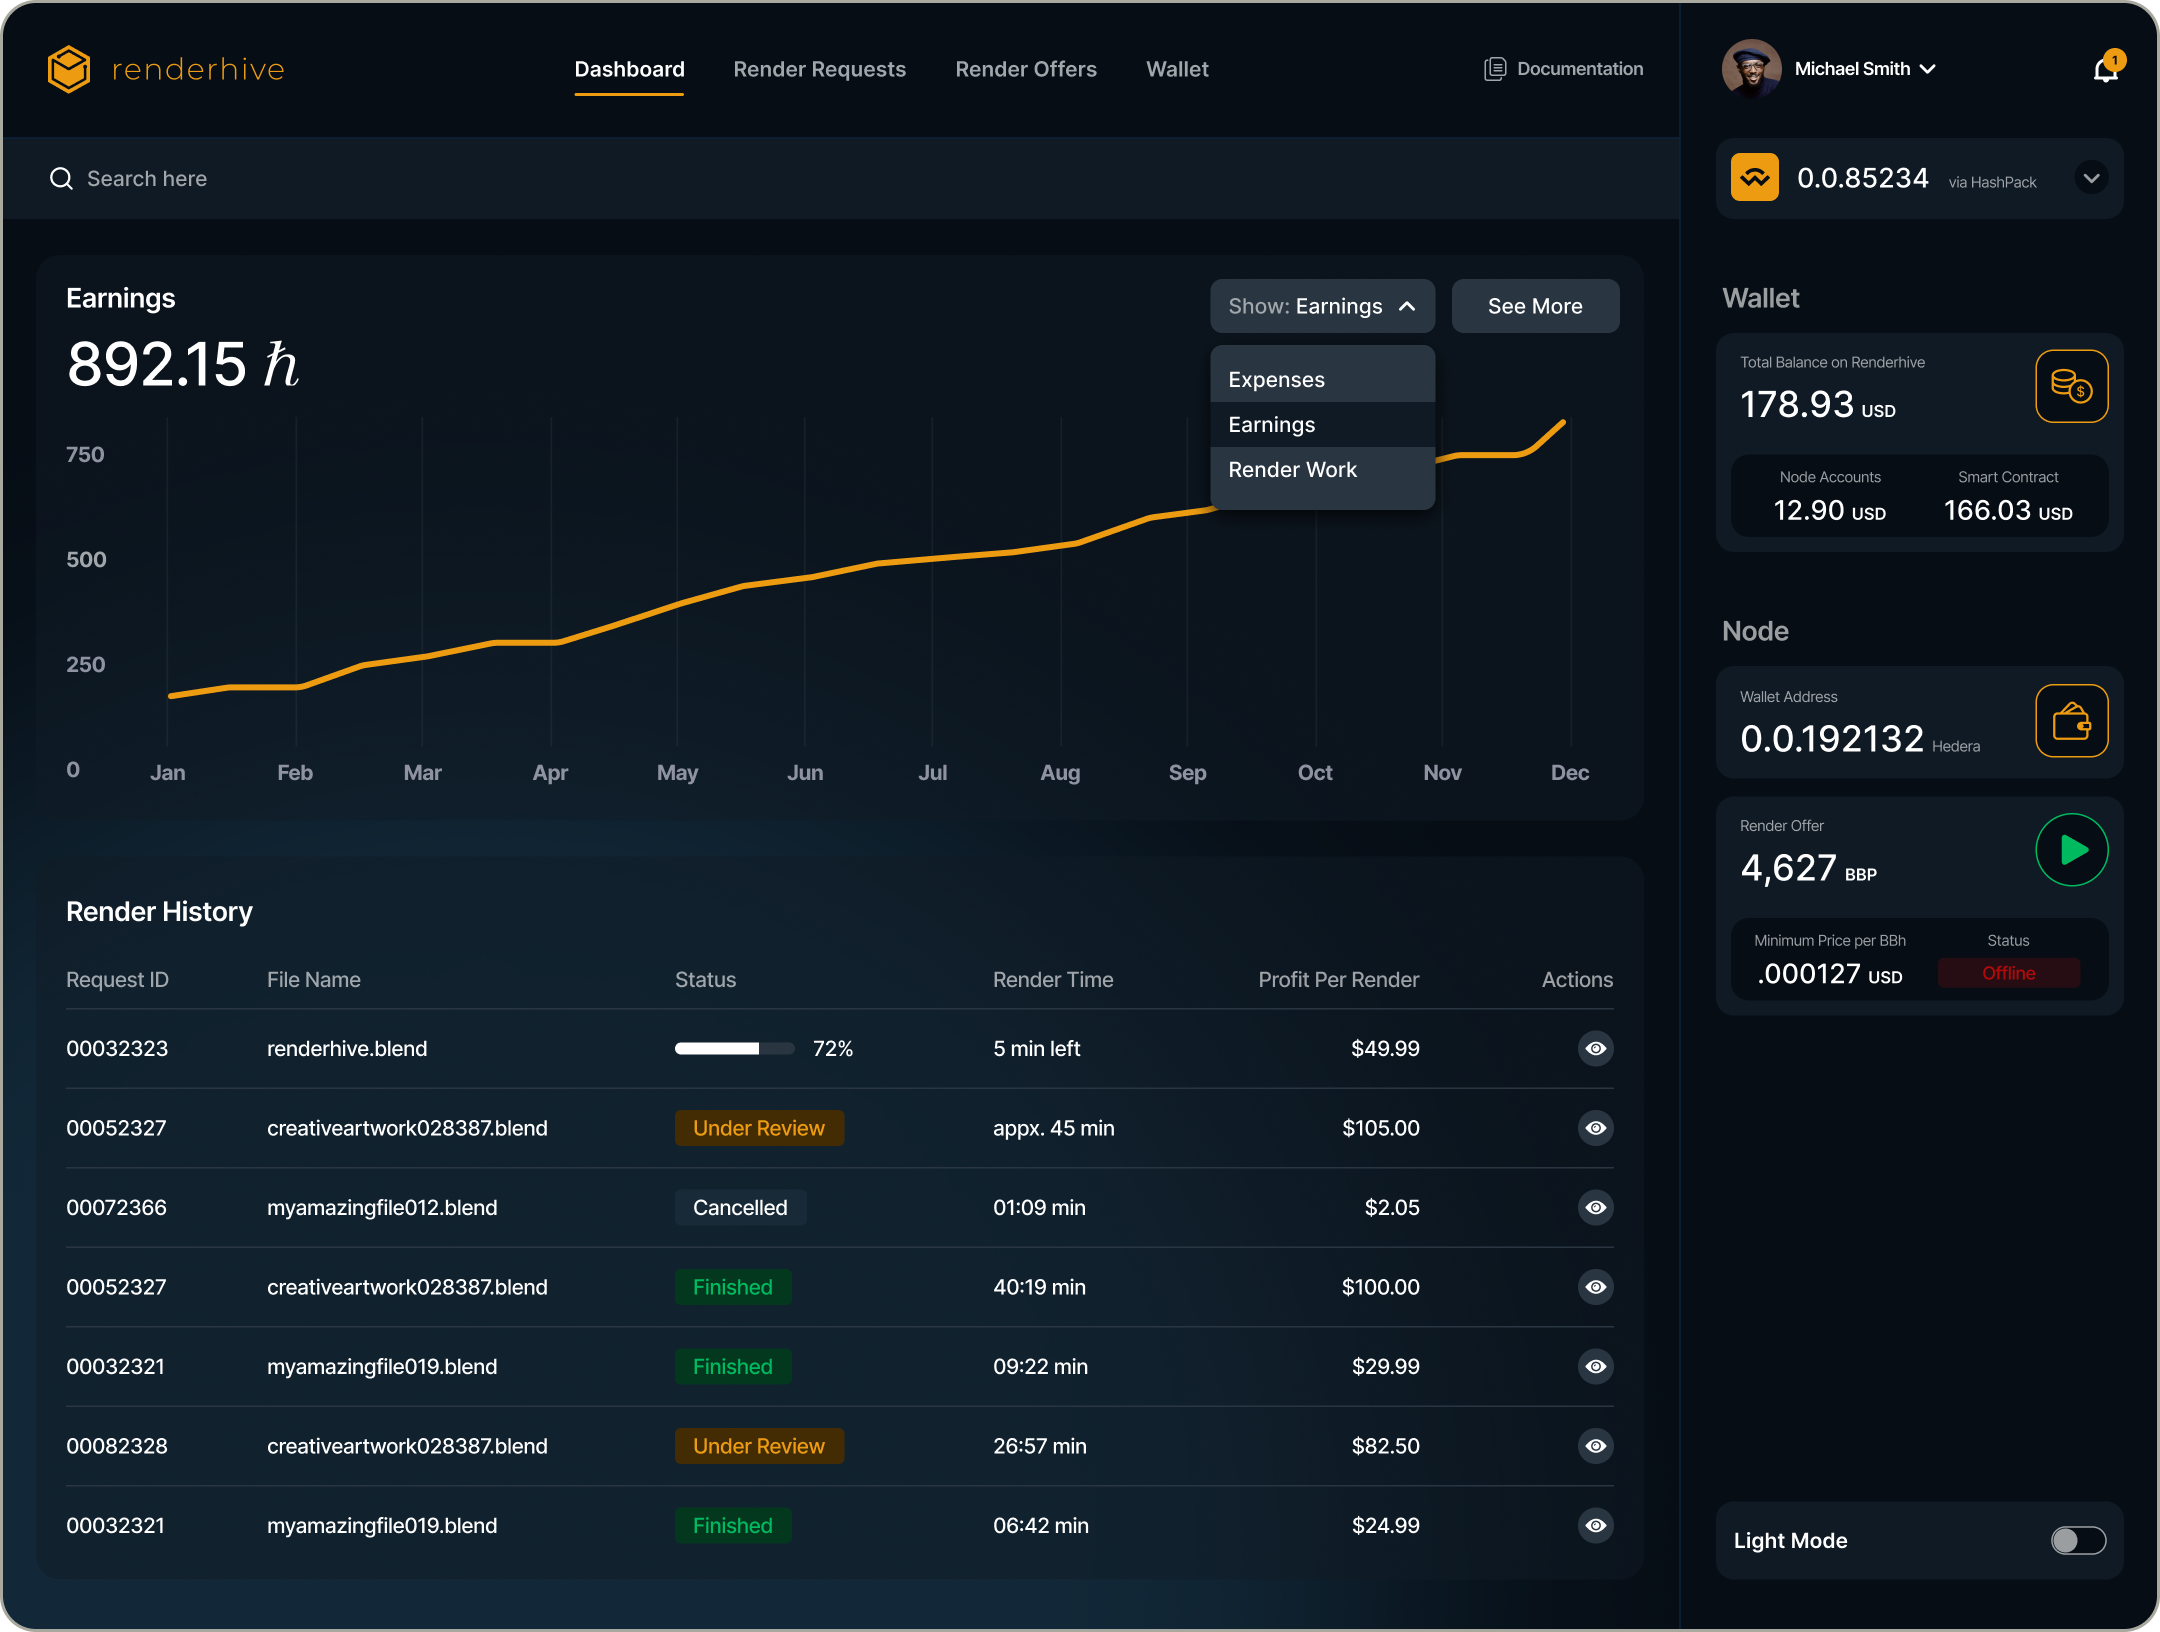 renderhive
Dashboard Render Requests Render Offers Wallet
Documentation
Michael Smith
1
Search here
0.0.85234 via HashPack
Earnings
892.15 ℏ
Show: Earnings
See More
Expenses
Earnings
Render Work
750
500
250
0
Jan Feb Mar Apr May Jun Jul Aug Sep Oct Nov Dec
Wallet
Total Balance on Renderhive
178.93 USD
$
Node Accounts Smart Contract
12.90 USD 166.03 USD
Node
Wallet Address
0.0.192132 Hedera
Render Offer
4,627 BBP
Minimum Price per BBh Status
.000127 USD Offline
Render History
Request ID File Name Status Render Time Profit Per Render Actions
00032323 renderhive.blend 72% 5 min left $49.99
00052327 creativeartwork028387.blend Under Review appx. 45 min $105.00
00072366 myamazingfile012.blend Cancelled 01:09 min $2.05
00052327 creativeartwork028387.blend Finished 40:19 min $100.00
00032321 myamazingfile019.blend Finished 09:22 min $29.99
00082328 creativeartwork028387.blend Under Review 26:57 min $82.50
00032321 myamazingfile019.blend Finished 06:42 min $24.99
Light Mode